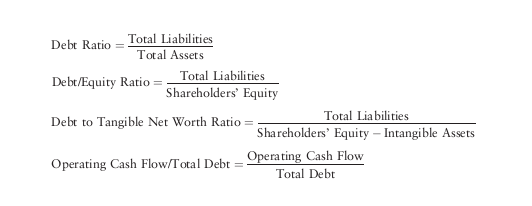 Debt Ratio = Total Liabilities / Total Assets
Debt/Equity Ratio = Total Liabilities / Shareholders' Equity
Debt to Tangible Net Worth Ratio = Total Liabilities / Shareholders' Equity − Intangible Assets
Operating Cash Flow/Total Debt = Operating Cash Flow / Total Debt